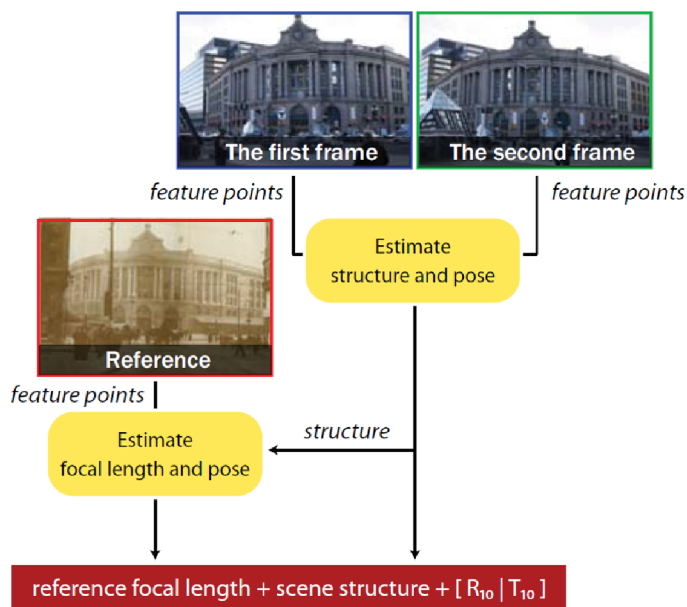 The first frame
The second frame
feature points
feature points
Estimate
structure and pose
Reference
feature points
Estimate
focal length and pose
structure
reference focal length + scene structure + [ R₁₀ | T₁₀ ]